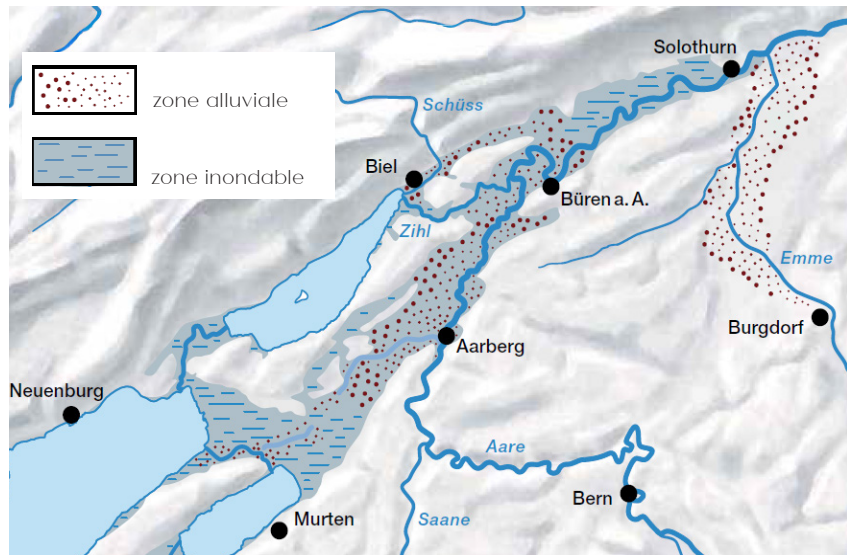 zone alluviale
zone inondable
Solothurn
Schüss
Biel
Büren a. A.
Zihl
Emme
Burgdorf
Aarberg
Neuenburg
Aare
Bern
Murten
Saane